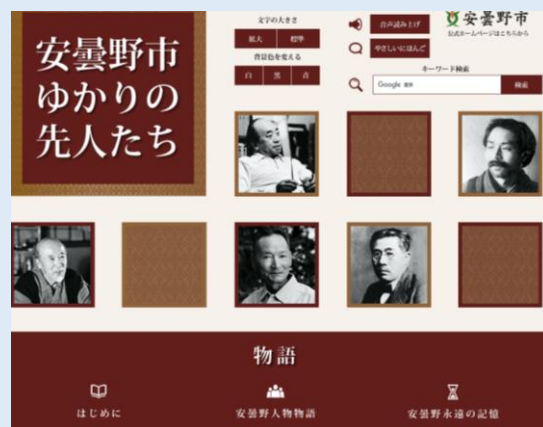 安曇野市
ゆかりの
先人たち
文字の大きさ
拡大
標準
背景色を変える
白
黒
青
音声読み上げ
やさしいにほんご
安曇野市
公式ホームページはこちらから
キーワード検索
Google 提供
検索
物語
はじめに
安曇野人物物語
安曇野永遠の記憶